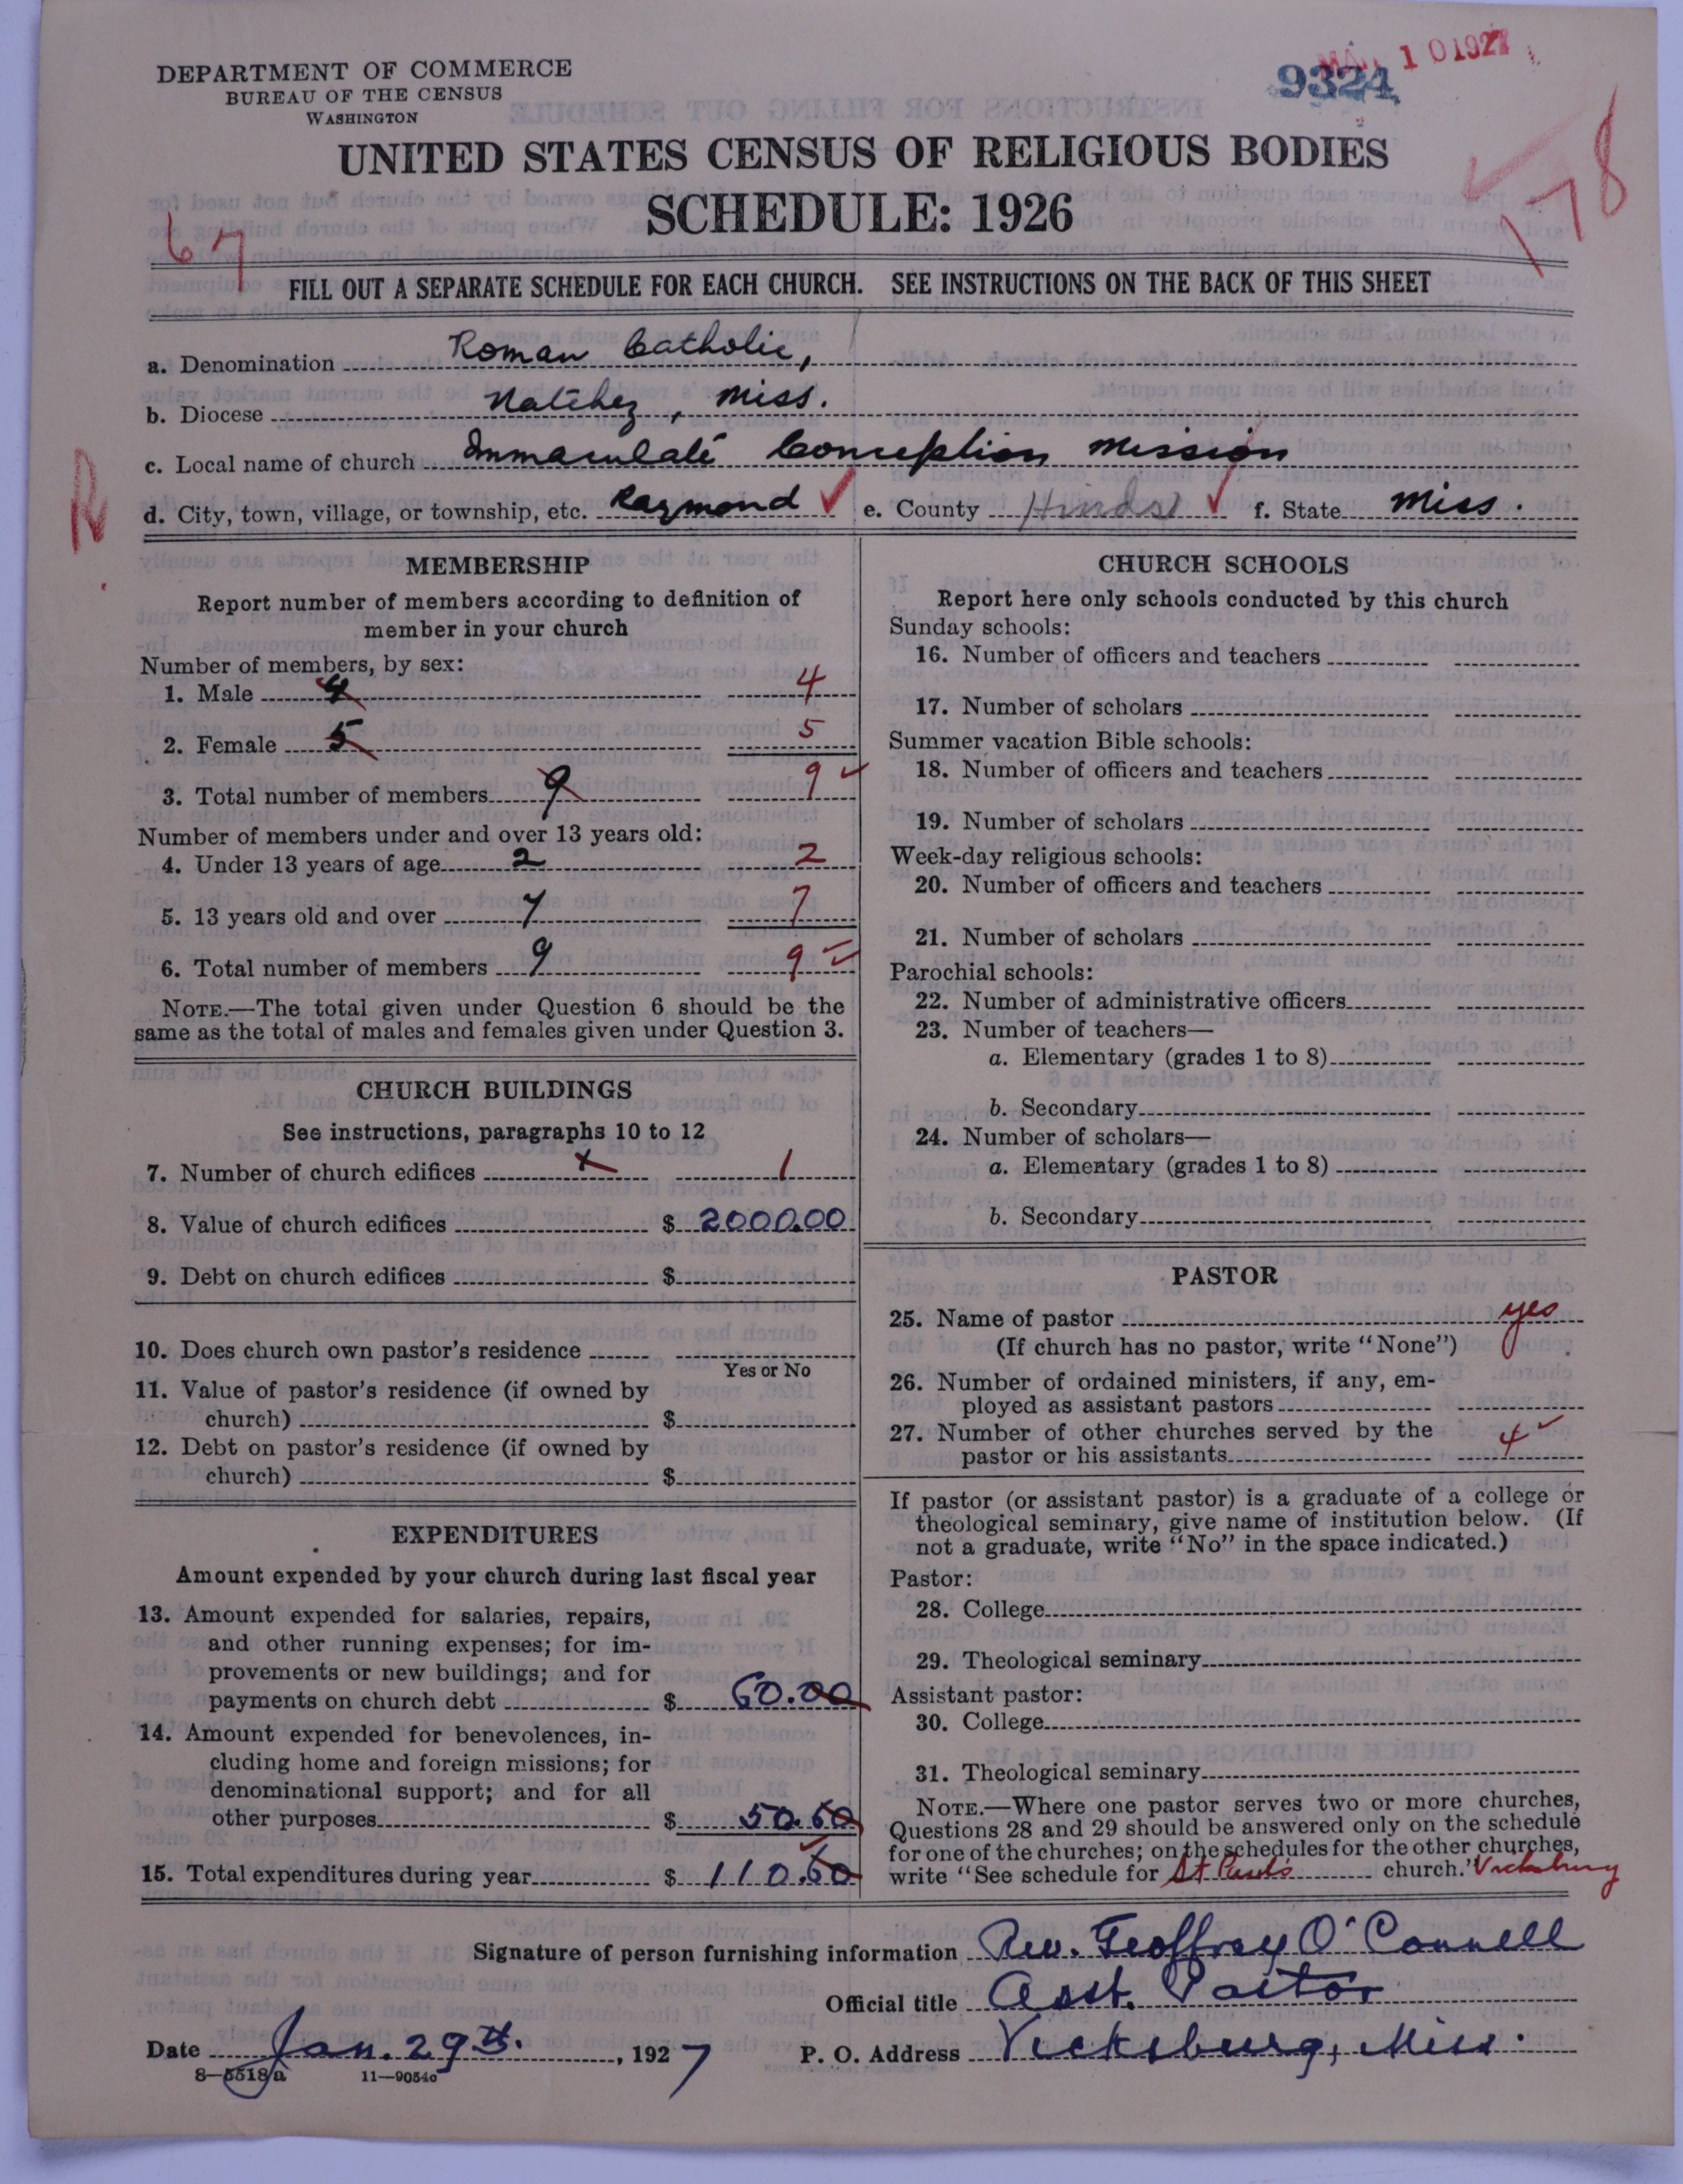 DEPARTMENT OF COMMERCE
BUREAU OF THE CENSUS
WASHINGTON
9324
MAR 10 1927
UNITED STATES CENSUS OF RELIGIOUS BODIES
SCHEDULE: 1926
67
178
FILL OUT A SEPARATE SCHEDULE FOR EACH CHURCH. SEE INSTRUCTIONS ON THE BACK OF THIS SHEET
a. Denomination Roman Catholic,
b. Diocese Natchez, Miss.
c. Local name of church Immaculate Conception Mission
R
d. City, town, village, or township, etc. Raymond ✓ e. County Hinds ✓ f. State Miss.
MEMBERSHIP
Report number of members according to definition of
member in your church
Number of members, by sex:
1. Male 4 4
2. Female 5 5
3. Total number of members 9 9 ✓
Number of members under and over 13 years old:
4. Under 13 years of age 2 2
5. 13 years old and over 7 7
6. Total number of members 9 9 ✓
NOTE.—The total given under Question 6 should be the
same as the total of males and females given under Question 3.
CHURCH BUILDINGS
See instructions, paragraphs 10 to 12
7. Number of church edifices 1 1
8. Value of church edifices $ 2000.00
9. Debt on church edifices $
10. Does church own pastor's residence
Yes or No
11. Value of pastor's residence (if owned by
church) $
12. Debt on pastor's residence (if owned by
church) $
EXPENDITURES
Amount expended by your church during last fiscal year
13. Amount expended for salaries, repairs,
and other running expenses; for im-
provements or new buildings; and for
payments on church debt $ 60.00
14. Amount expended for benevolences, in-
cluding home and foreign missions; for
denominational support; and for all
other purposes $ 50.60
15. Total expenditures during year $ 110.60
CHURCH SCHOOLS
Report here only schools conducted by this church
Sunday schools:
16. Number of officers and teachers
17. Number of scholars
Summer vacation Bible schools:
18. Number of officers and teachers
19. Number of scholars
Week-day religious schools:
20. Number of officers and teachers
21. Number of scholars
Parochial schools:
22. Number of administrative officers
23. Number of teachers—
a. Elementary (grades 1 to 8)
b. Secondary
24. Number of scholars—
a. Elementary (grades 1 to 8)
b. Secondary
PASTOR
25. Name of pastor yes
(If church has no pastor, write "None")
26. Number of ordained ministers, if any, em-
ployed as assistant pastors
27. Number of other churches served by the
pastor or his assistants 4 ✓
If pastor (or assistant pastor) is a graduate of a college or
theological seminary, give name of institution below. (If
not a graduate, write "No" in the space indicated.)
Pastor:
28. College
29. Theological seminary
Assistant pastor:
30. College
31. Theological seminary
NOTE.—Where one pastor serves two or more churches,
Questions 28 and 29 should be answered only on the schedule
for one of the churches; on the schedules for the other churches,
write "See schedule for St Paul's church." Vicksburg
Signature of person furnishing information Rev. Geoffrey O'Connell
Official title Asst. Pastor
Date Jan. 29th., 1927 P. O. Address Vicksburg, Miss.
8—5518a 11—9054c